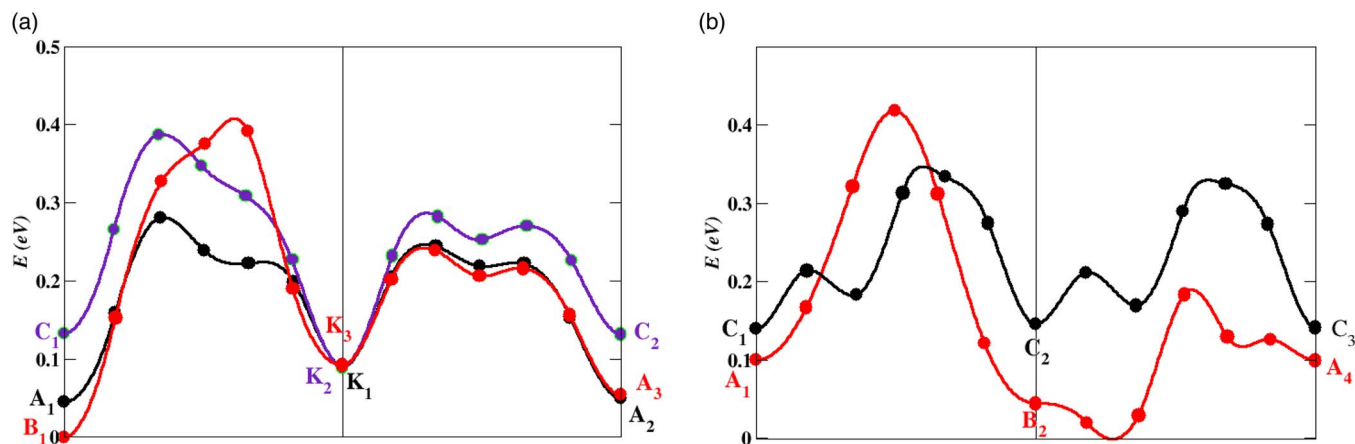 (a)
(b)
0.5
0.4
0.3
0.2
0.1
0
E (eV)
C₁
A₁
B₁
K₃
K₂
K₁
C₂
A₃
A₂
0.4
0.3
0.2
0.1
0
E (eV)
C₁
A₁
C₂
B₂
C₃
A₄